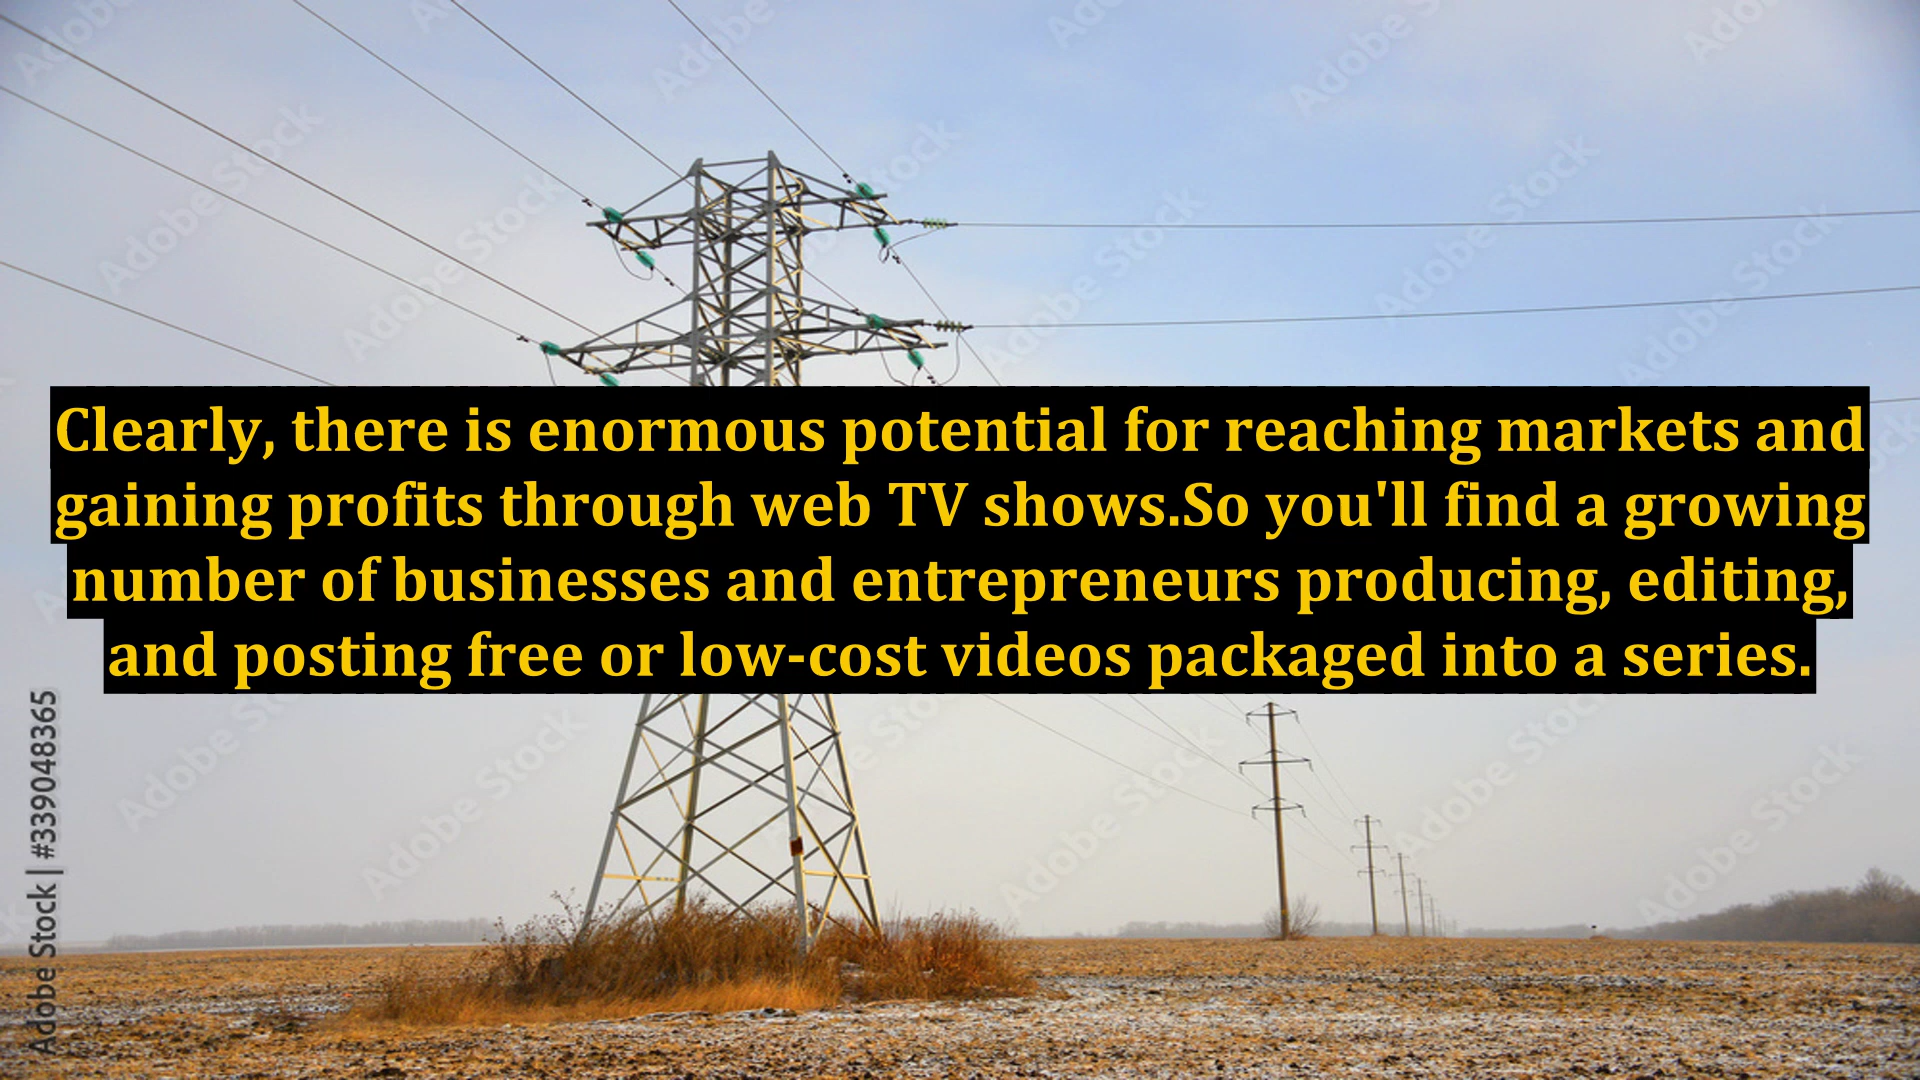 Clearly, there is enormous potential for reaching markets and
gaining profits through web TV shows.So you'll find a growing
number of businesses and entrepreneurs producing, editing,
and posting free or low-cost videos packaged into a series.
Adobe Stock | #339048365
Adobe Stock